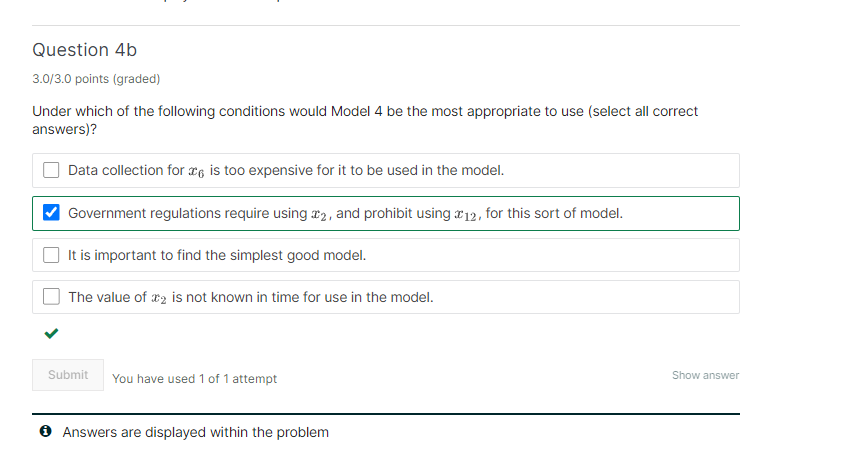 Question 4b
3.0/3.0 points (graded)
Under which of the following conditions would Model 4 be the most appropriate to use (select all correct
answers)?
Data collection for x₆ is too expensive for it to be used in the model.
Government regulations require using x₂, and prohibit using x₁₂, for this sort of model.
It is important to find the simplest good model.
The value of x₂ is not known in time for use in the model.
Submit
You have used 1 of 1 attempt
Show answer
Answers are displayed within the problem